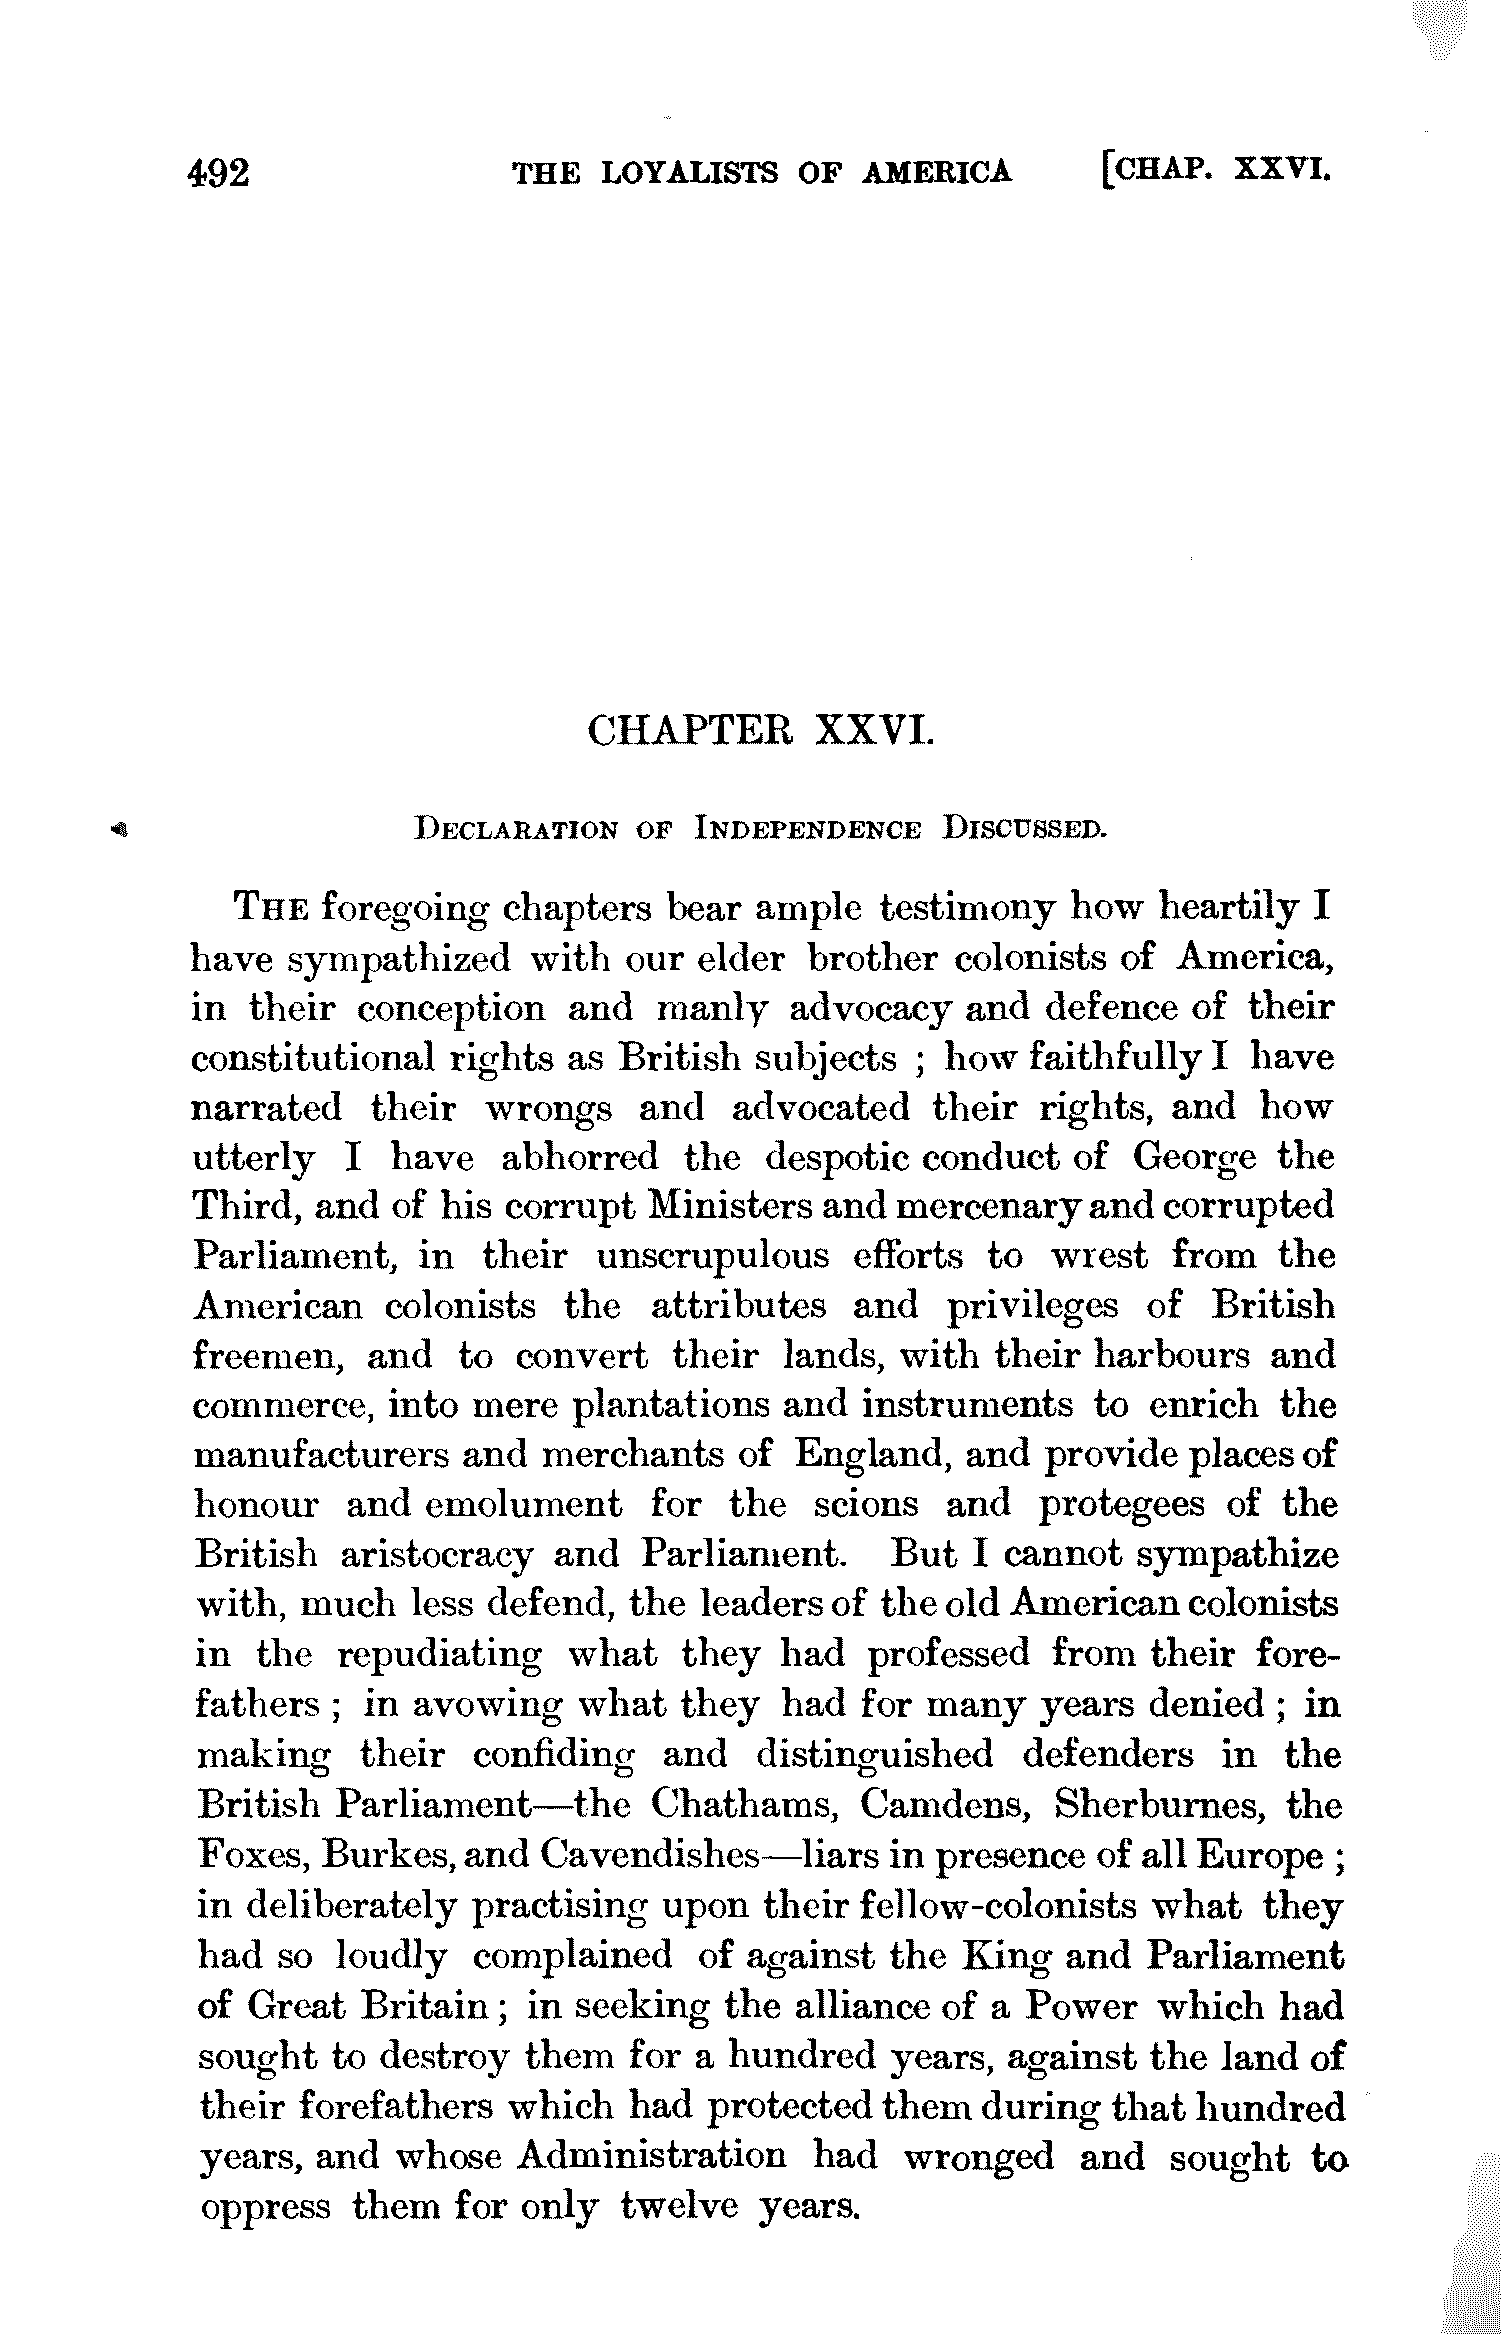 492 THE LOYALISTS OF AMERICA [CHAP. XXVI.
CHAPTER XXVI.
DECLARATION OF INDEPENDENCE DISCUSSED.
THE foregoing chapters bear ample testimony how heartily I
have sympathized with our elder brother colonists of America,
in their conception and manly advocacy and defence of their
constitutional rights as British subjects ; how faithfully I have
narrated their wrongs and advocated their rights, and how
utterly I have abhorred the despotic conduct of George the
Third, and of his corrupt Ministers and mercenary and corrupted
Parliament, in their unscrupulous efforts to wrest from the
American colonists the attributes and privileges of British
freemen, and to convert their lands, with their harbours and
commerce, into mere plantations and instruments to enrich the
manufacturers and merchants of England, and provide places of
honour and emolument for the scions and protegees of the
British aristocracy and Parliament. But I cannot sympathize
with, much less defend, the leaders of the old American colonists
in the repudiating what they had professed from their fore-
fathers ; in avowing what they had for many years denied ; in
making their confiding and distinguished defenders in the
British Parliament—the Chathams, Camdens, Sherburnes, the
Foxes, Burkes, and Cavendishes—liars in presence of all Europe ;
in deliberately practising upon their fellow-colonists what they
had so loudly complained of against the King and Parliament
of Great Britain ; in seeking the alliance of a Power which had
sought to destroy them for a hundred years, against the land of
their forefathers which had protected them during that hundred
years, and whose Administration had wronged and sought to
oppress them for only twelve years.